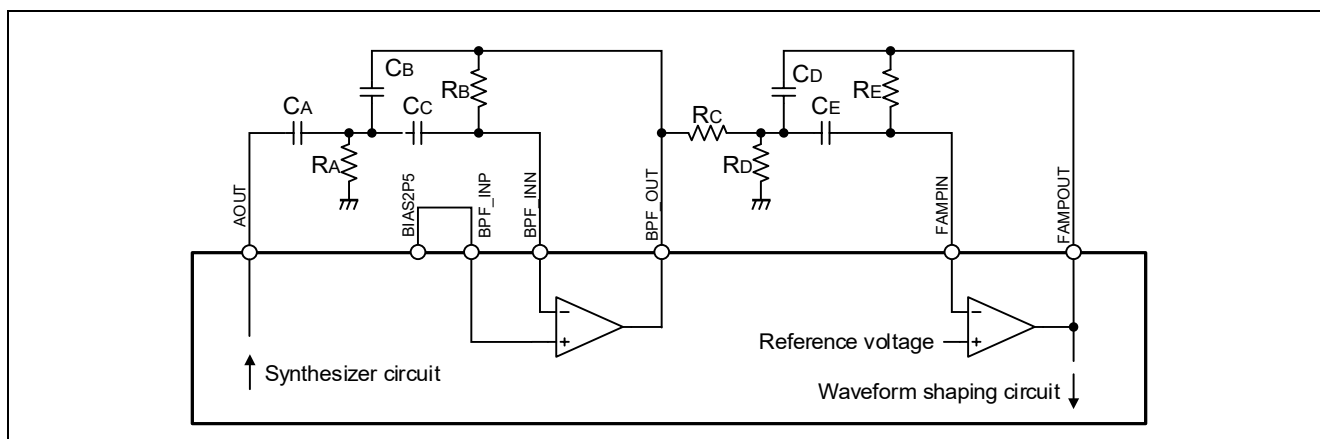 CA
CB
CC
RA
RB
RC
RD
CD
CE
RE
AOUT
BIAS2P5
BPF_INP
BPF_INN
BPF_OUT
FAMPIN
FAMPOUT
−
+
Synthesizer circuit
Reference voltage
−
+
Waveform shaping circuit